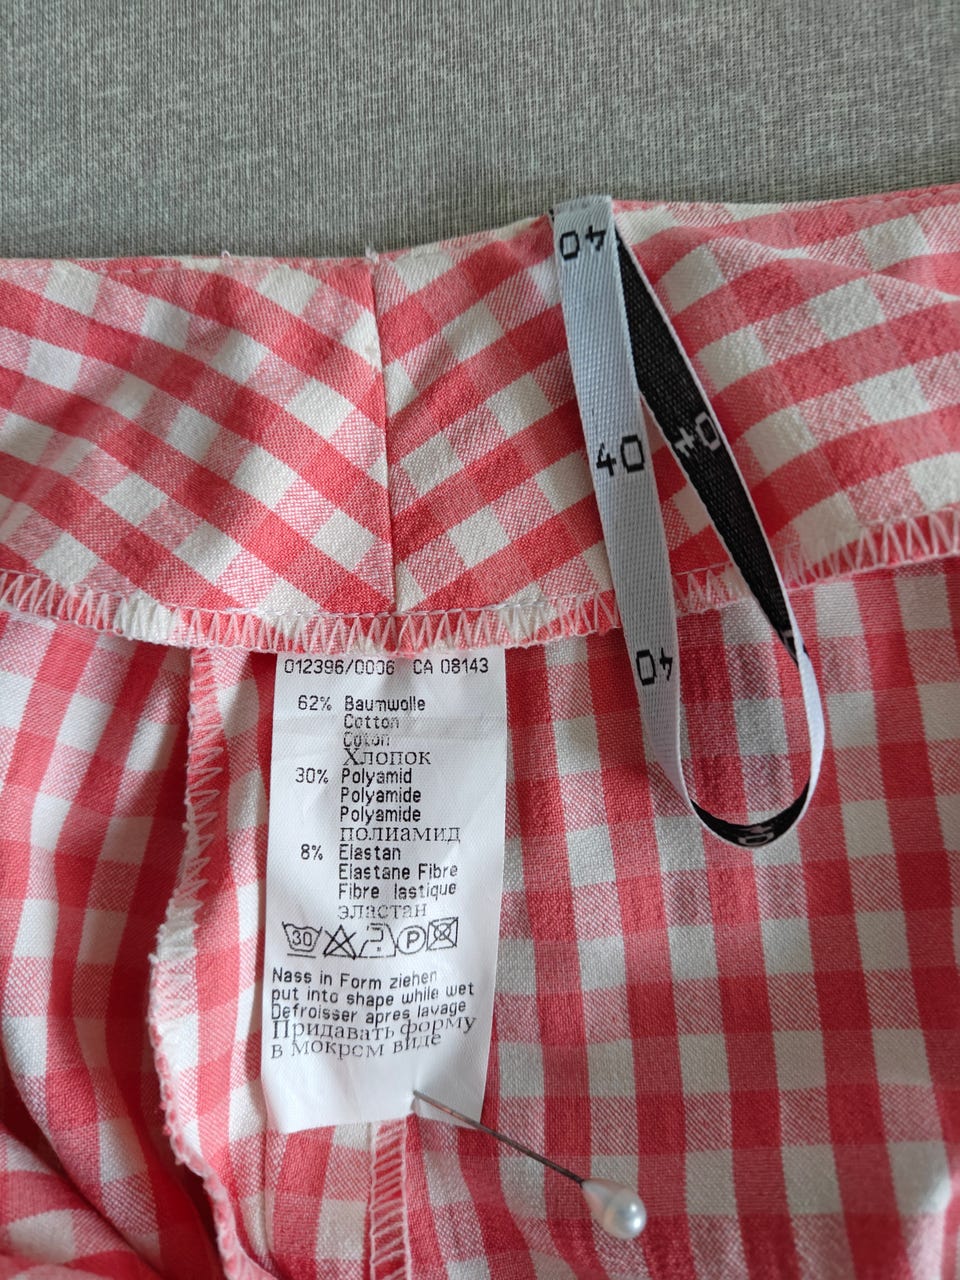 40
40
40
40
40
012396/0006 CA 08143
62% Baumwolle
Cotton
Coton
Хлопок
30% Polyamid
Polyamide
Polyamide
полиамид
8% Elastan
Elastane Fibre
Fibre lastique
эластан
30 P
Nass in Form ziehen
put into shape while wet
Defroisser apres lavage
Придавать форму
в мокром виде